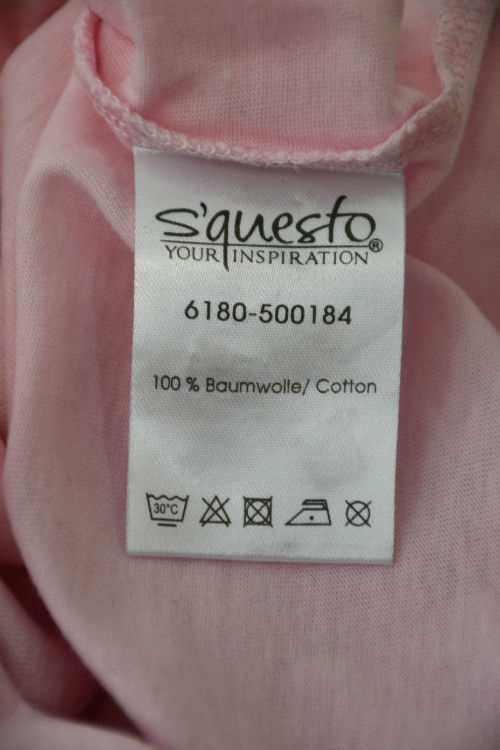 S'questo®
YOUR INSPIRATION
6180-500184
100 % Baumwolle/ Cotton
30°C